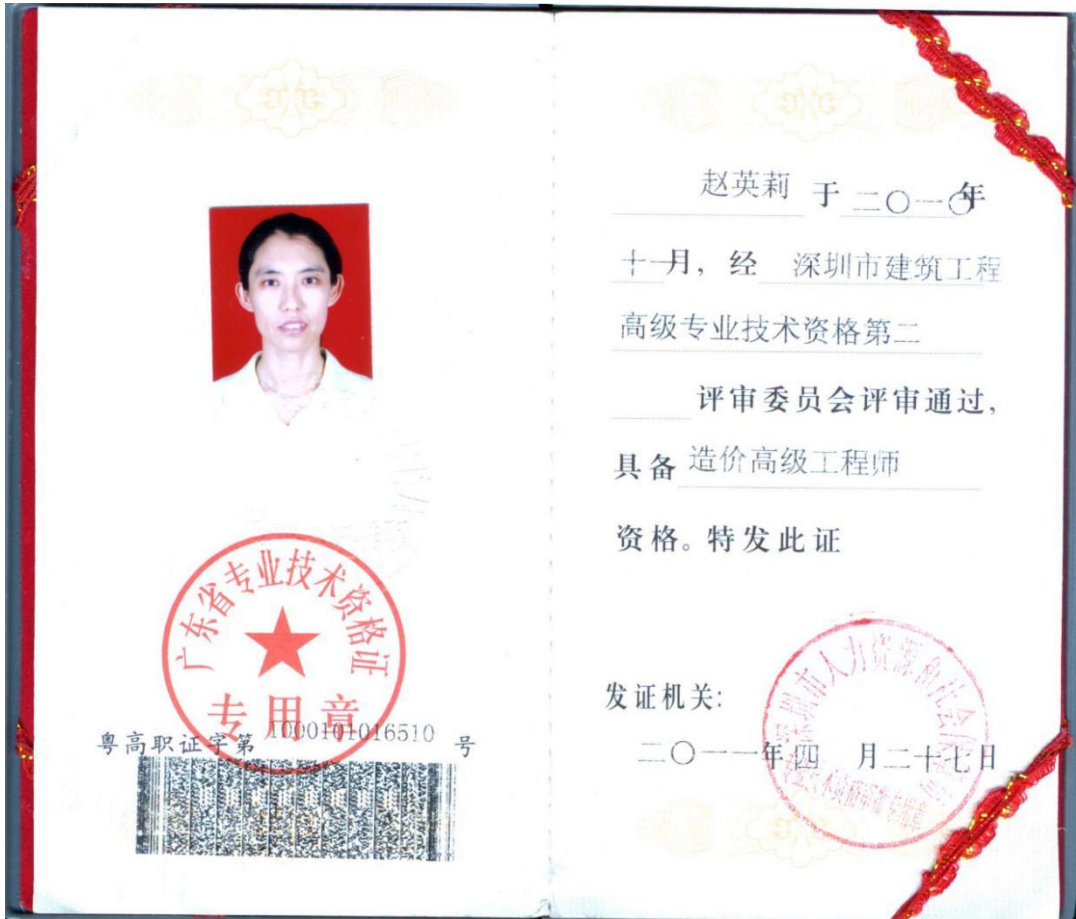 广东省专业技术资格证
专用章
粤高职证字第 1000101016510 号
赵英莉 于 二〇一〇年
十一月，经 深圳市建筑工程
高级专业技术资格第二
评审委员会评审通过，
具备 造价高级工程师
资格。特发此证
发证机关：
二〇一一年 四 月二十七日